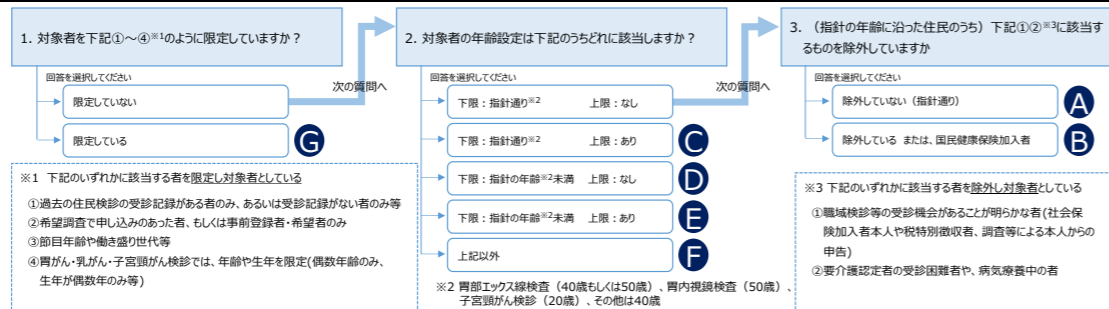 1. 対象者を下記①～④※1のように限定していますか？
回答を選択してください
限定していない
次の質問へ
限定している
G
※1 下記のいずれかに該当する者を限定し対象者としている
①過去の住民検診の受診記録がある者のみ、あるいは受診記録がない者のみ等
②希望調査で申し込みのあった者、もしくは事前登録者・希望者のみ
③節目年齢や働き盛り世代等
④胃がん・乳がん・子宮頸がん検診では、年齢や生年を限定(偶数年齢のみ、
生年が偶数年のみ等)
2. 対象者の年齢設定は下記のうちどれに該当しますか？
回答を選択してください
下限：指針通り※2 上限：なし
次の質問へ
下限：指針通り※2 上限：あり
C
下限：指針の年齢※2未満 上限：なし
D
下限：指針の年齢※2未満 上限：あり
E
上記以外
F
※2 胃部エックス線検査（40歳もしくは50歳）、胃内視鏡検査（50歳）、
子宮頸がん検診（20歳）、その他は40歳
3. （指針の年齢に沿った住民のうち）下記①②※3に該当す
るものを除外していますか
回答を選択してください
除外していない（指針通り）
A
除外している または、国民健康保険加入者
B
※3 下記のいずれかに該当する者を除外し対象者としている
①職域検診等の受診機会があることが明らかな者(社会保
険加入者本人や税特別徴収者、調査等による本人からの
申告)
②要介護認定者の受診困難者や、病気療養中の者